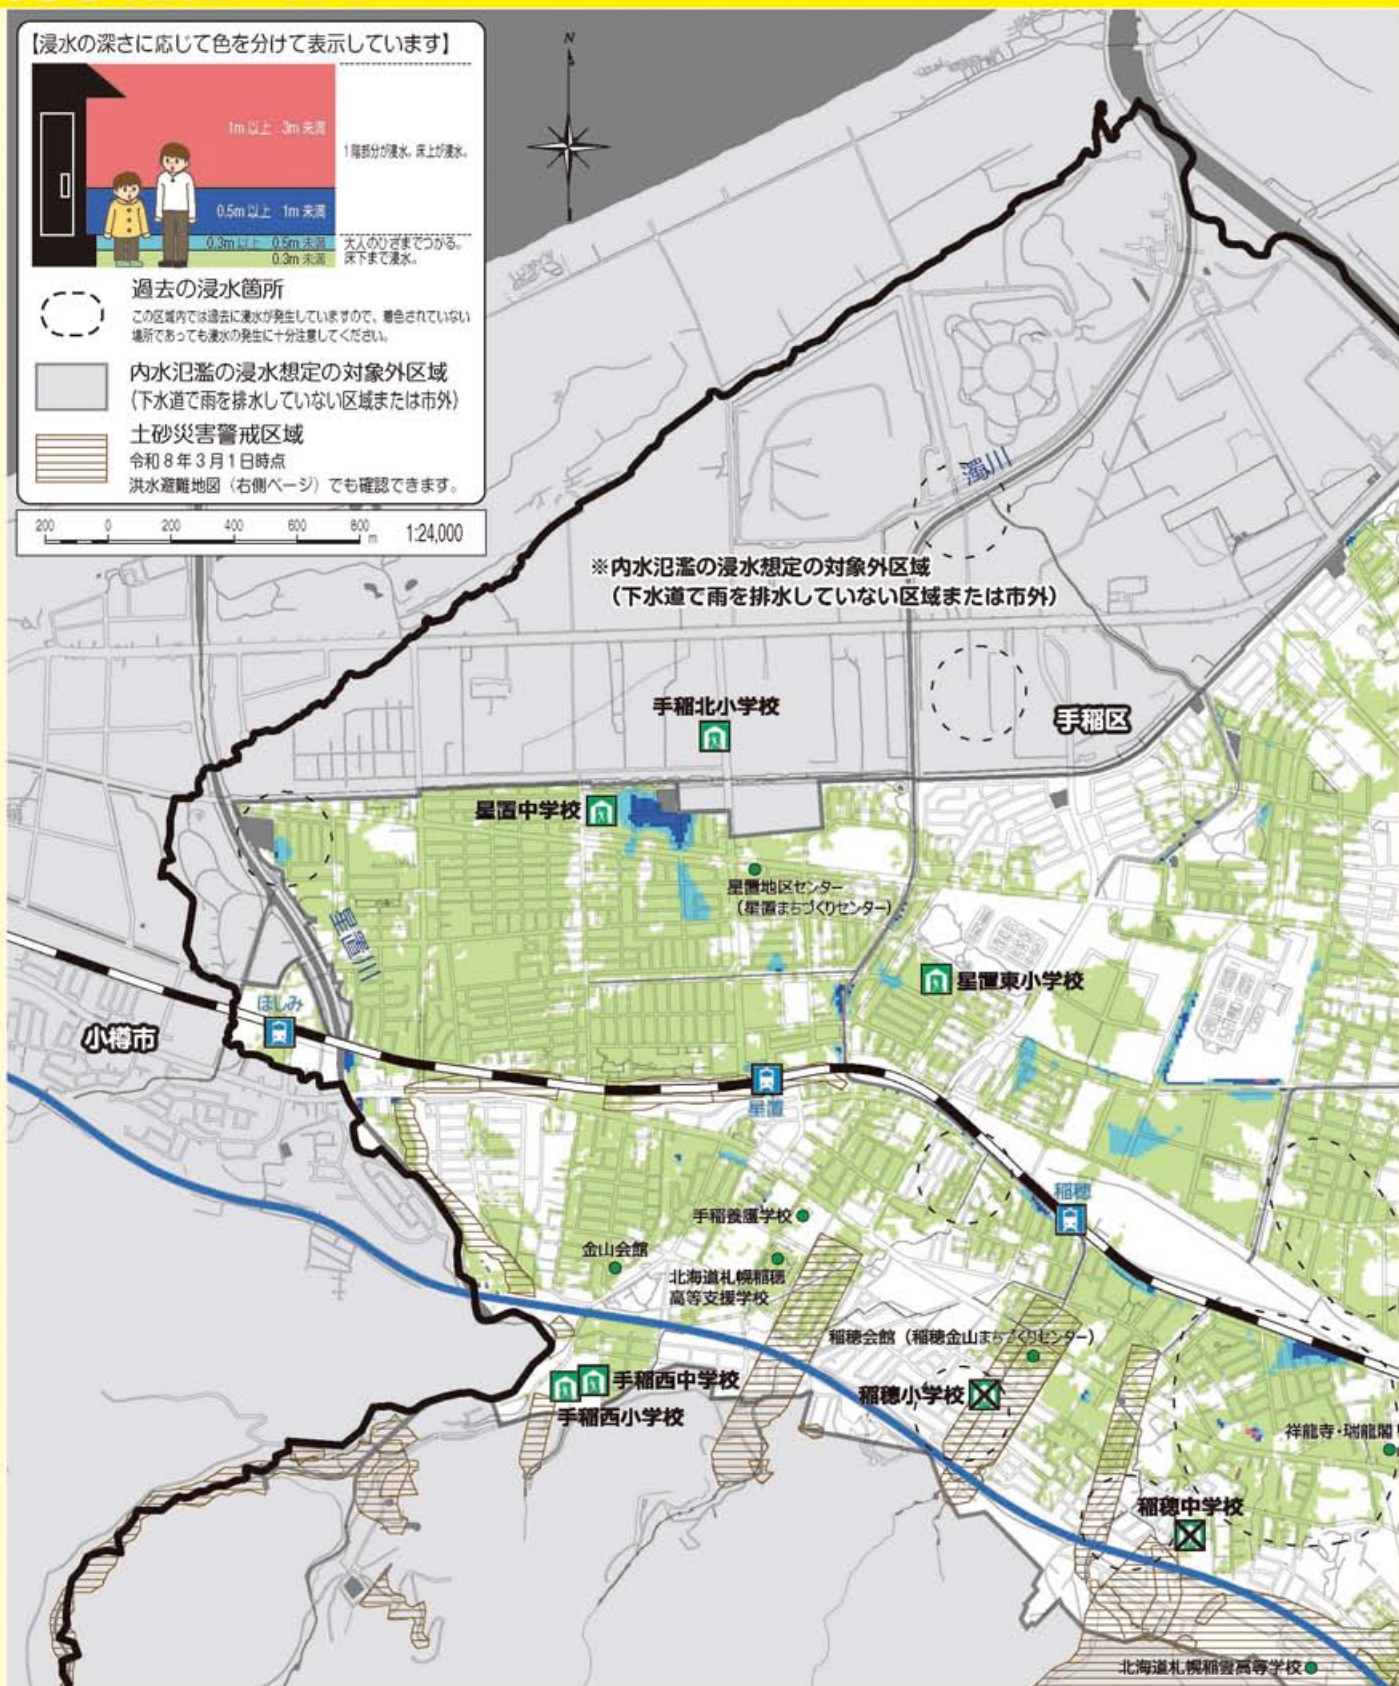 【浸水の深さに応じて色を分けて表示しています】
1m 以上 3m 未満
1階部分が浸水。床上が浸水。
0.5m 以上 1m 未満
0.3m 以上 0.5m 未満
0.3m 未満
大人のひざまでつかる。
床下まで浸水。
過去の浸水箇所
この区域内では過去に浸水が発生していますので、着色されていない
場所であっても浸水の発生に十分注意してください。
内水氾濫の浸水想定の対象外区域
(下水道で雨を排水していない区域または市外)
土砂災害警戒区域
令和8年3月1日時点
洪水避難地図（右側ページ）でも確認できます。
200 0 200 400 600 800 m 1:24,000
N
濁川
※内水氾濫の浸水想定の対象外区域
（下水道で雨を排水していない区域または市外）
手稲北小学校
手稲区
星置中学校
星置地区センター
（星置まちづくりセンター）
星置川
星置東小学校
ほしみ
小樽市
星置
稲穂
手稲養護学校
金山会館
北海道札幌稲穂
高等支援学校
稲穂会館（稲穂金山まちづくりセンター）
手稲西中学校
手稲西小学校
稲穂小学校
祥龍寺・瑞龍閣
稲穂中学校
北海道札幌稲雲高等学校